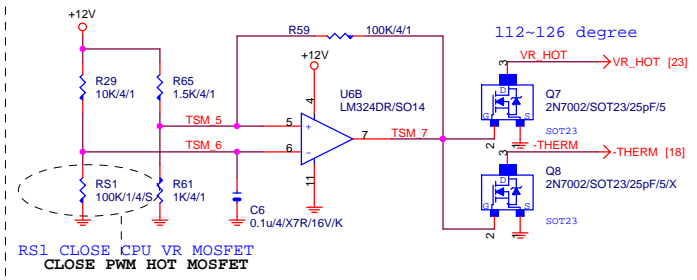 +12V
R59
100K/4/1
112~126 degree
+12V
VR_HOT
VR_HOT [23]
3
R29
10K/4/1
R65
1.5K/4/1
U6B
LM324DR/SO14
4
D
G
S
Q7
2N7002/SOT23/25pF/5
TSM_5
5
+
7
TSM_7
2
1
SOT23
TSM_6
6
-
-THERM
-THERM [18]
3
11
D
G
S
Q8
2N7002/SOT23/25pF/5/X
RS1
100K/1/4/S
R61
1K/4/1
C6
0.1u/4/X7R/16V/K
2
1
SOT23
RS1 CLOSE CPU VR MOSFET
CLOSE PWM HOT MOSFET